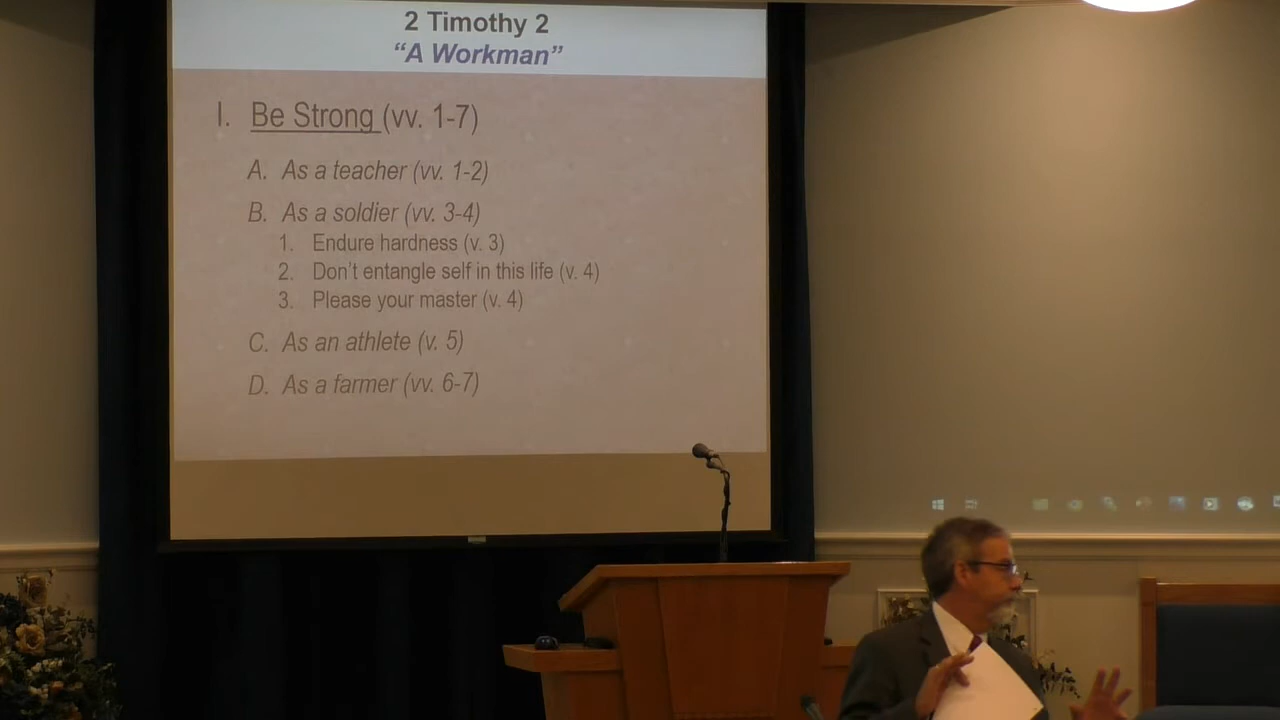 2 Timothy 2
“A Workman”
I. Be Strong (vv. 1-7)
A. As a teacher (vv. 1-2)
B. As a soldier (vv. 3-4)
1. Endure hardness (v. 3)
2. Don’t entangle self in this life (v. 4)
3. Please your master (v. 4)
C. As an athlete (v. 5)
D. As a farmer (vv. 6-7)